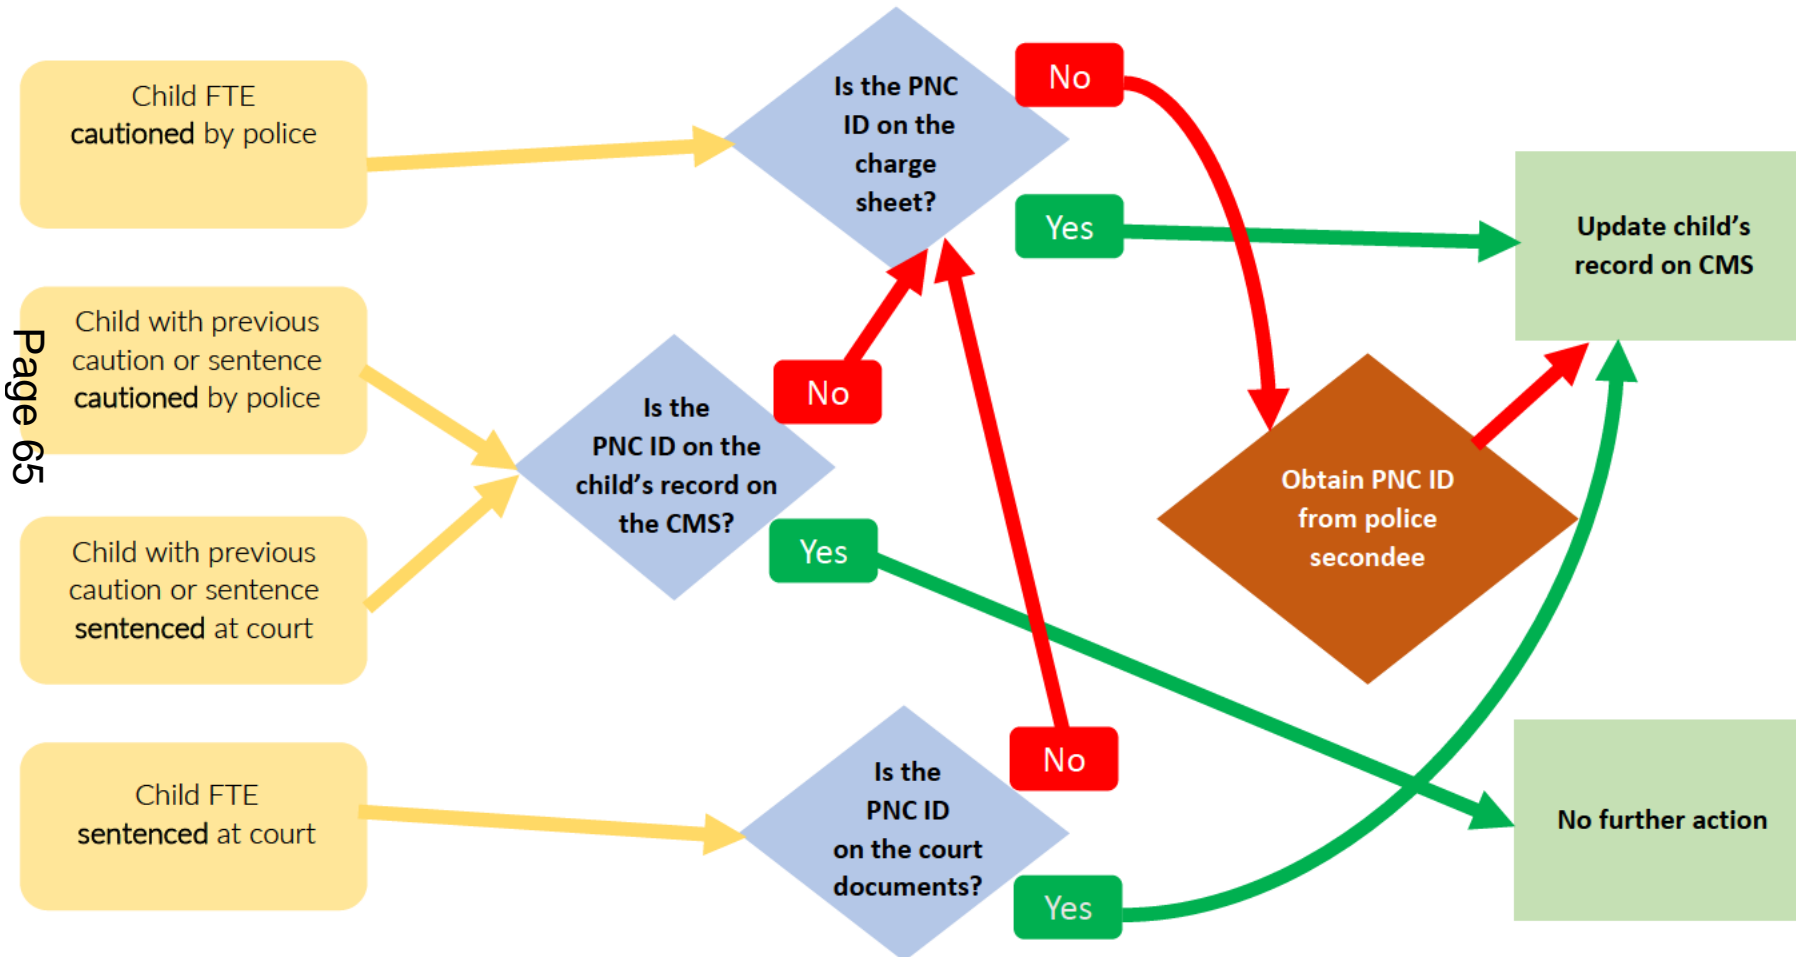 Page 65
Child FTE
cautioned by police
Child with previous
caution or sentence
cautioned by police
Child with previous
caution or sentence
sentenced at court
Child FTE
sentenced at court
Is the PNC
ID on the
charge
sheet?
No
Yes
Is the
PNC ID on the
child’s record on
the CMS?
No
Yes
Is the
PNC ID
on the court
documents?
No
Yes
Obtain PNC ID
from police
secondee
Update child’s
record on CMS
No further action